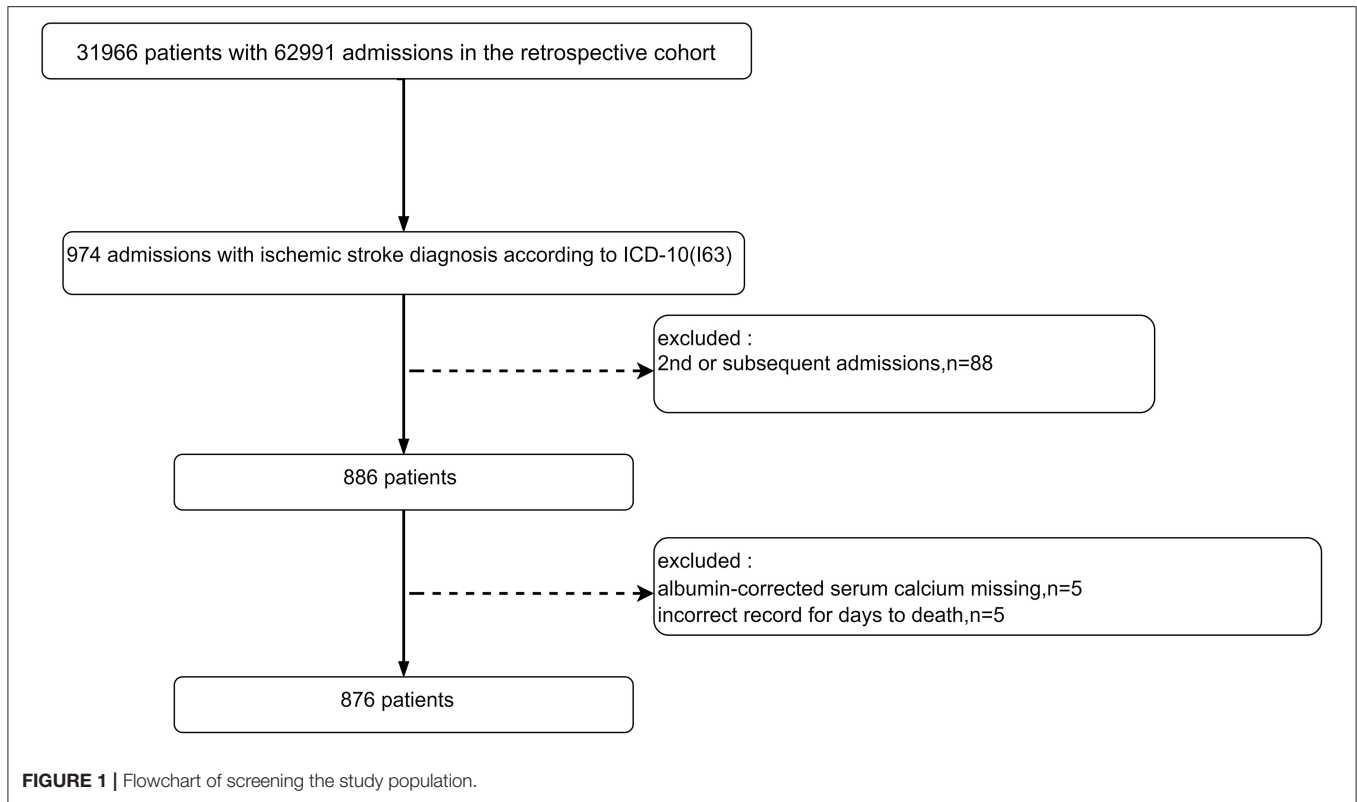 31966 patients with 62991 admissions in the retrospective cohort
974 admissions with ischemic stroke diagnosis according to ICD-10(I63)
excluded :
2nd or subsequent admissions,n=88
886 patients
excluded :
albumin-corrected serum calcium missing,n=5
incorrect record for days to death,n=5
876 patients
FIGURE 1 | Flowchart of screening the study population.